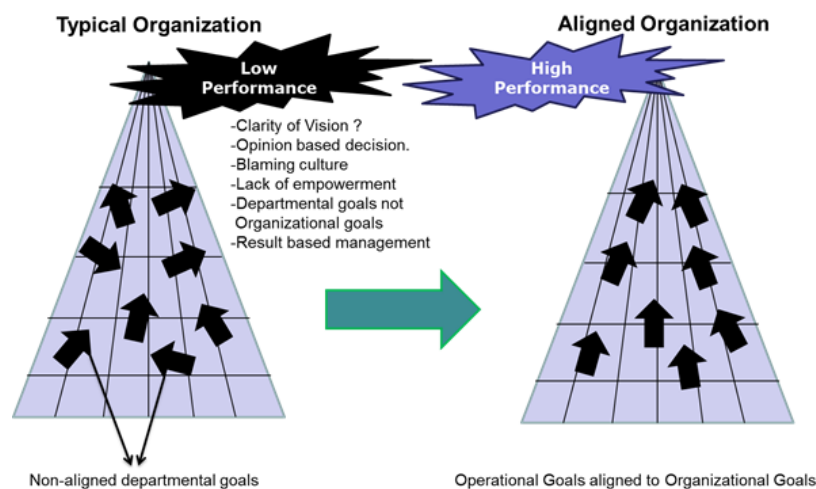 Typical Organization
Aligned Organization
Low
Performance
High
Performance
-Clarity of Vision ?
-Opinion based decision.
-Blaming culture
-Lack of empowerment
-Departmental goals not
Organizational goals
-Result based management
Non-aligned departmental goals
Operational Goals aligned to Organizational Goals